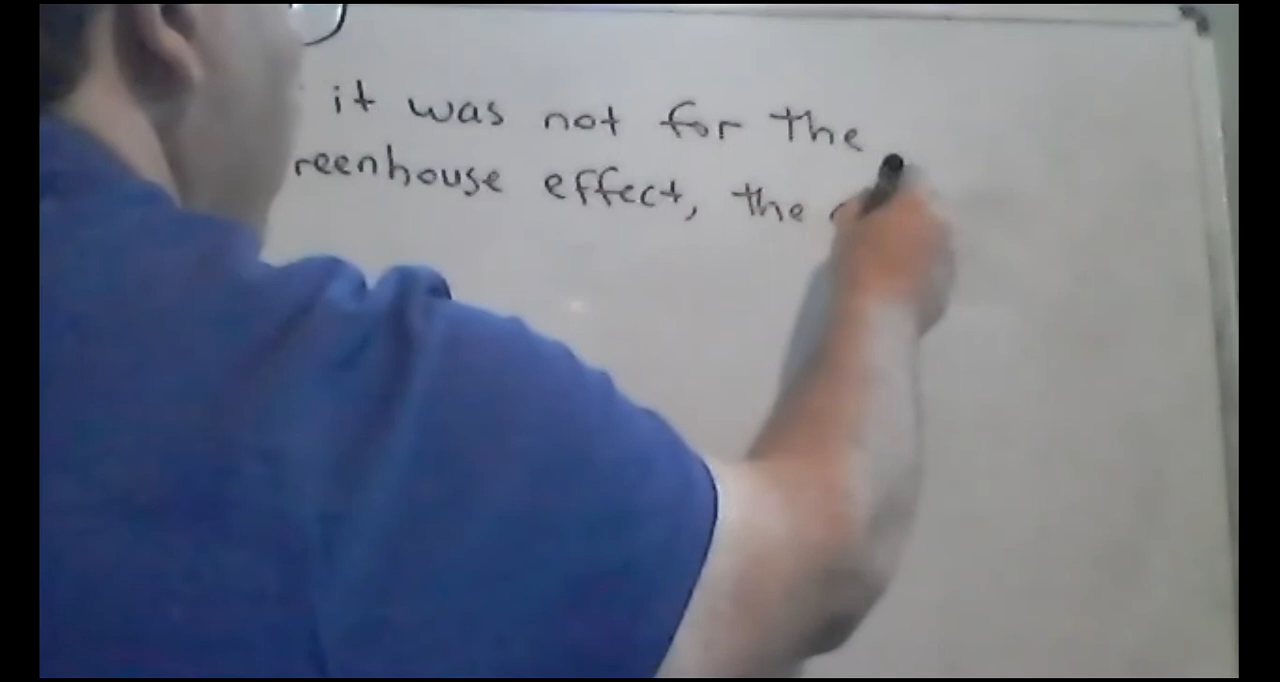 it was not for the
reenhouse effect, the